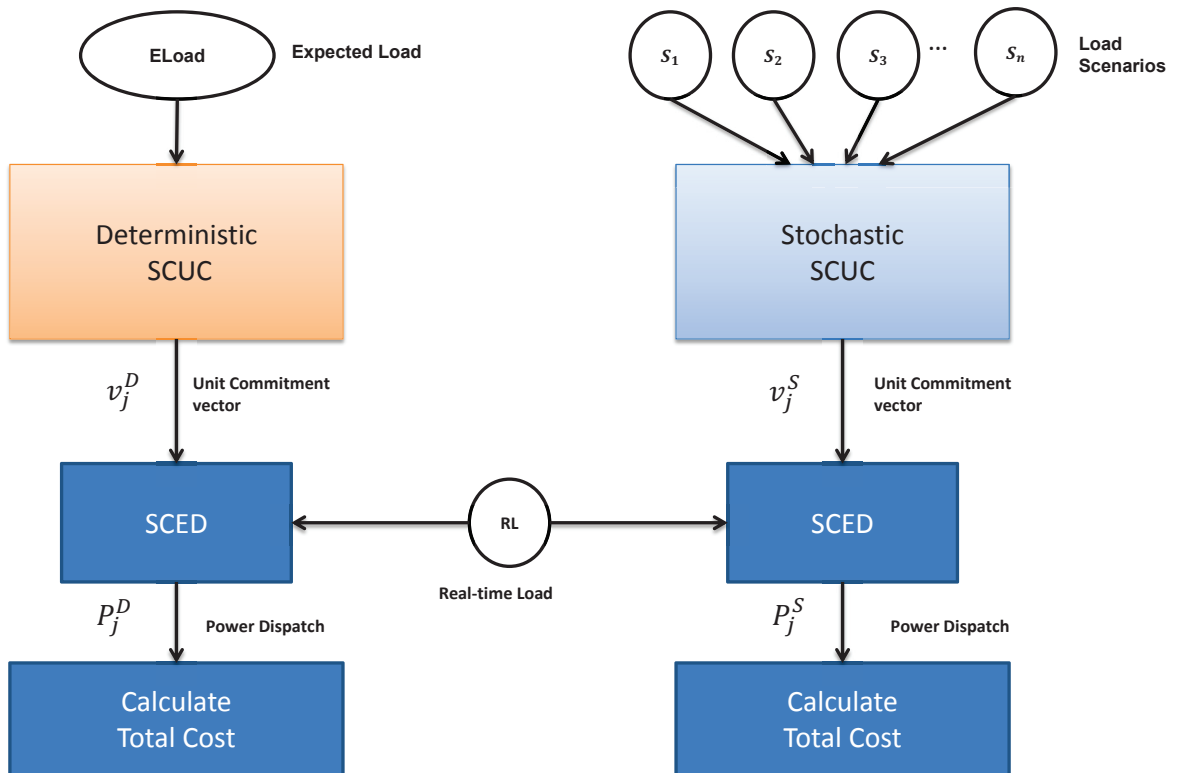 ELoad
Expected Load
s₁
s₂
s₃
...
sₙ
Load
Scenarios
Deterministic
SCUC
Stochastic
SCUC
v_j^D
Unit Commitment
vector
v_j^S
Unit Commitment
vector
SCED
RL
SCED
Real-time Load
P_j^D
Power Dispatch
P_j^S
Power Dispatch
Calculate
Total Cost
Calculate
Total Cost